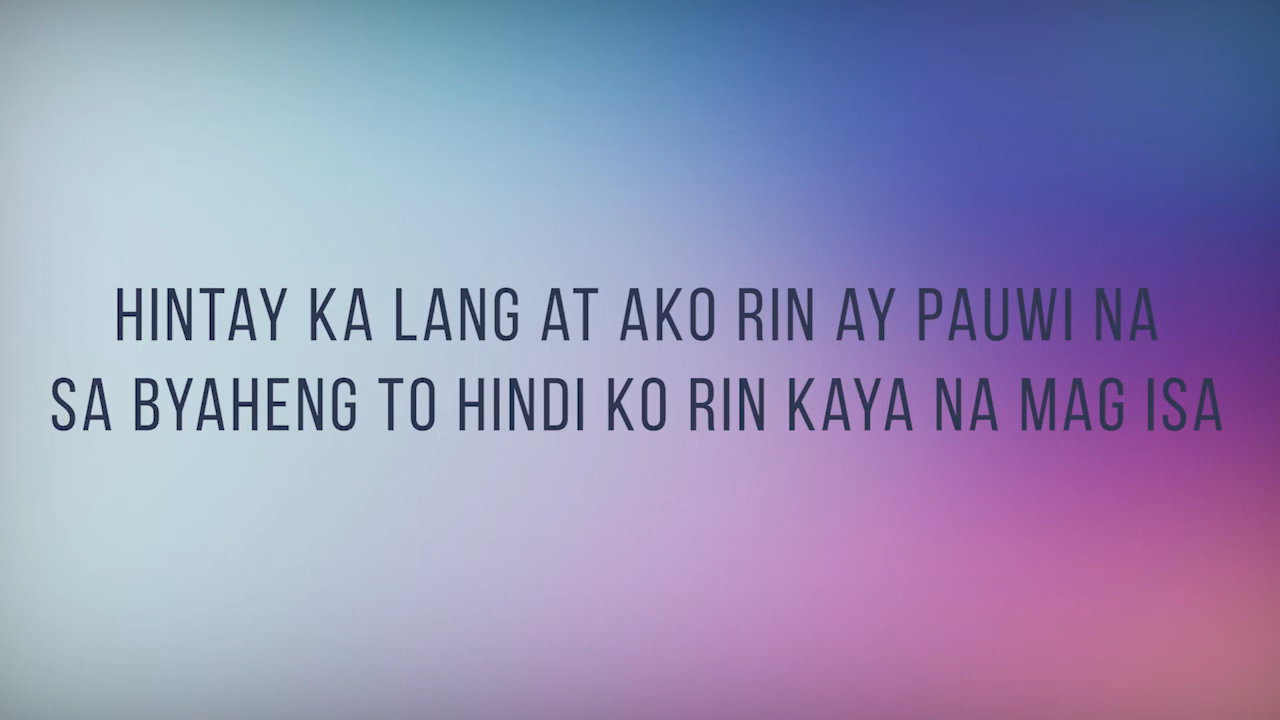 HINTAY KA LANG AT AKO RIN AY PAUWI NA
SA BYAHENG TO HINDI KO RIN KAYA NA MAG ISA